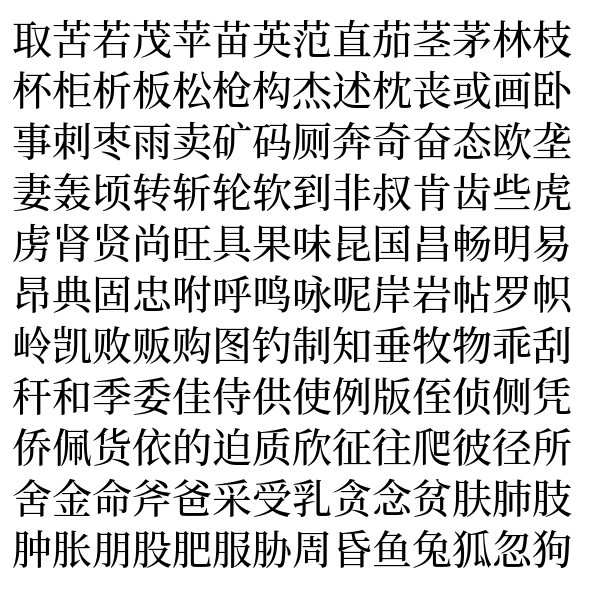 取苦若茂苹苗英范直茄茎茅林枝
杯柜析板松枪构杰述枕丧或画卧
事刺枣雨卖矿码厕奔奇奋态欧垄
妻轰顷转斩轮软到非叔肯齿些虎
虏肾贤尚旺具果味昆国昌畅明易
昂典固忠咐呼鸣咏呢岸岩帖罗帜
岭凯败贩购图钓制知垂牧物乖刮
秆和季委佳侍供使例版侄侦侧凭
侨佩货依的迫质欣征往爬彼径所
舍金命斧爸采受乳贪念贫肤肺肢
肿胀朋股肥服胁周昏鱼兔狐忽狗